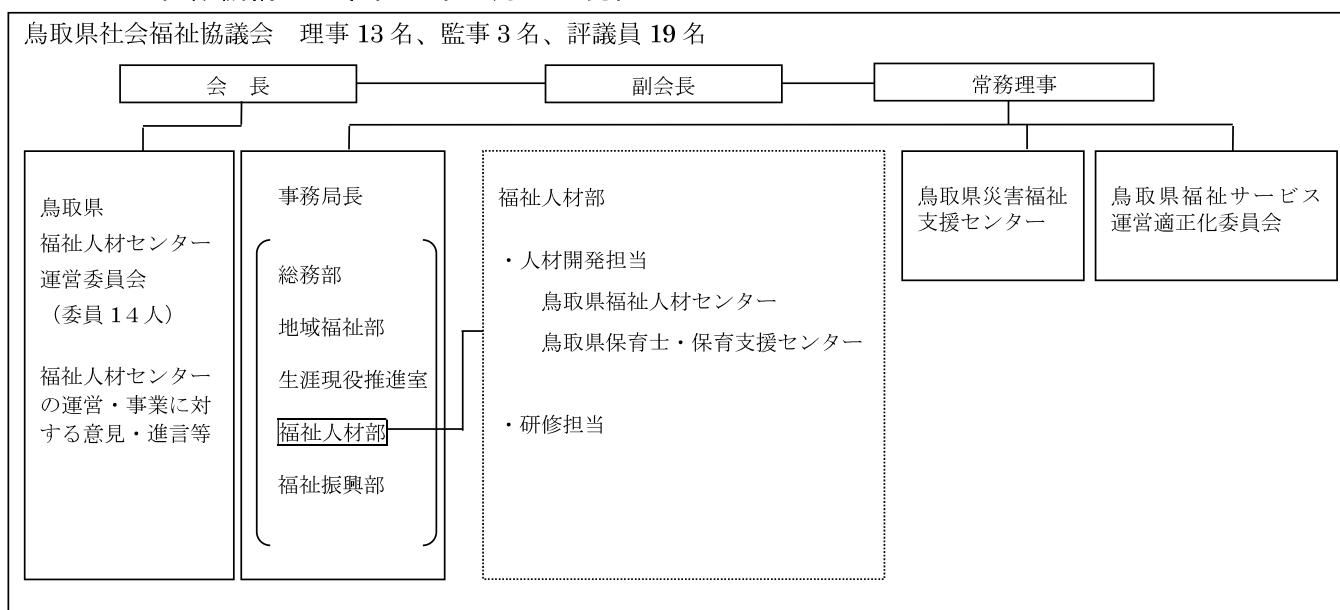 鳥取県社会福祉協議会　理事 13 名、監事 3 名、評議員 19 名
会　長
副会長
常務理事
鳥取県
福祉人材センター
運営委員会
（委員１４人）
福祉人材センター
の運営・事業に対
する意見・進言等
事務局長
総務部
地域福祉部
生涯現役推進室
福祉人材部
福祉振興部
福祉人材部
・人材開発担当
鳥取県福祉人材センター
鳥取県保育士・保育支援センター
・研修担当
鳥取県災害福祉
支援センター
鳥取県福祉サービス
運営適正化委員会